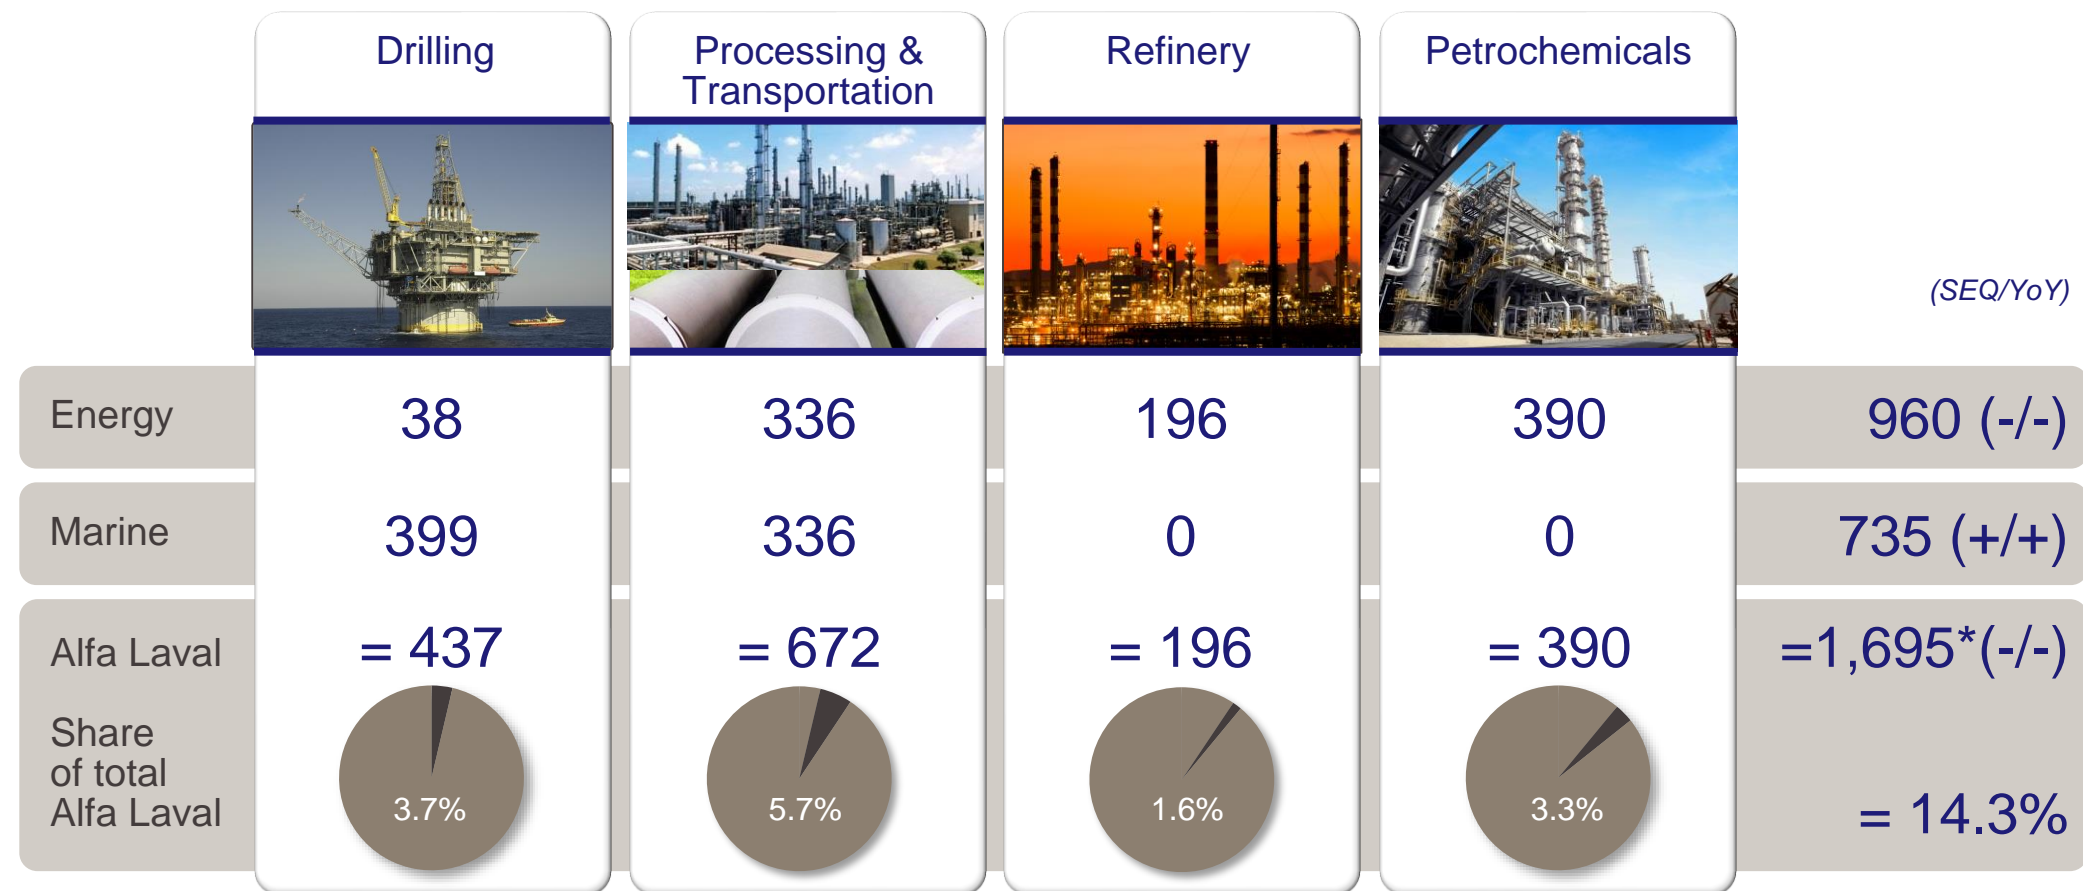 Drilling
Processing &
Transportation
Refinery
Petrochemicals
(SEQ/YoY)
Energy
38
336
196
390
960 (-/-)
Marine
399
336
0
0
735 (+/+)
Alfa Laval
= 437
= 672
= 196
= 390
=1,695*(-/-)
Share
of total
Alfa Laval
3.7%
5.7%
1.6%
3.3%
= 14.3%